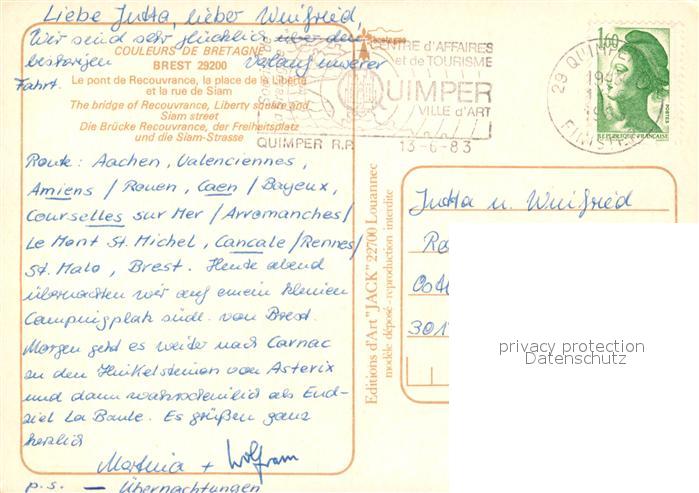 Liebe Jutta, lieber Winfried,
Wir sind sehr glücklich über den
bisherigen Verlauf unserer
Fahrt.
COULEURS DE BRETAGNE
BREST 29200
Le pont de Recouvrance, la place de la Liberté
et la rue de Siam
The bridge of Recouvrance, Liberty square and
Siam street
Die Brücke Recouvrance, der Freiheitsplatz
und die Siam-Strasse
Route: Aachen, Valenciennes,
Amiens / Rouen, Caen / Bayeux,
Courselles sur Mer / Arromanches /
Le Mont St. Michel, Cancale / Rennes /
St. Malo, Brest. Heute abend
übernachten wir auf einem kleinen
Campingplatz südl. von Brest.
Morgen geht es weiter nach Carnac
zu den Hinkelsteinen von Asterix
und dann wahrscheinlich als End-
ziel La Baule. Es grüßen ganz
herzlich
Martina + Wolfram
p.s. — Übernachtungen
CENTRE d'AFFAIRES
et de TOURISME
QUIMPER
VILLE d'ART
QUIMPER R.P. 13-6-83
29 QUIMPER
FINISTERE
1,60
REPUBLIQUE FRANÇAISE
POSTES
Editions d'Art "JACK" 22700 Louannec
modèle déposé - reproduction interdite
Jutta u. Winfried
301
privacy protection
Datenschutz